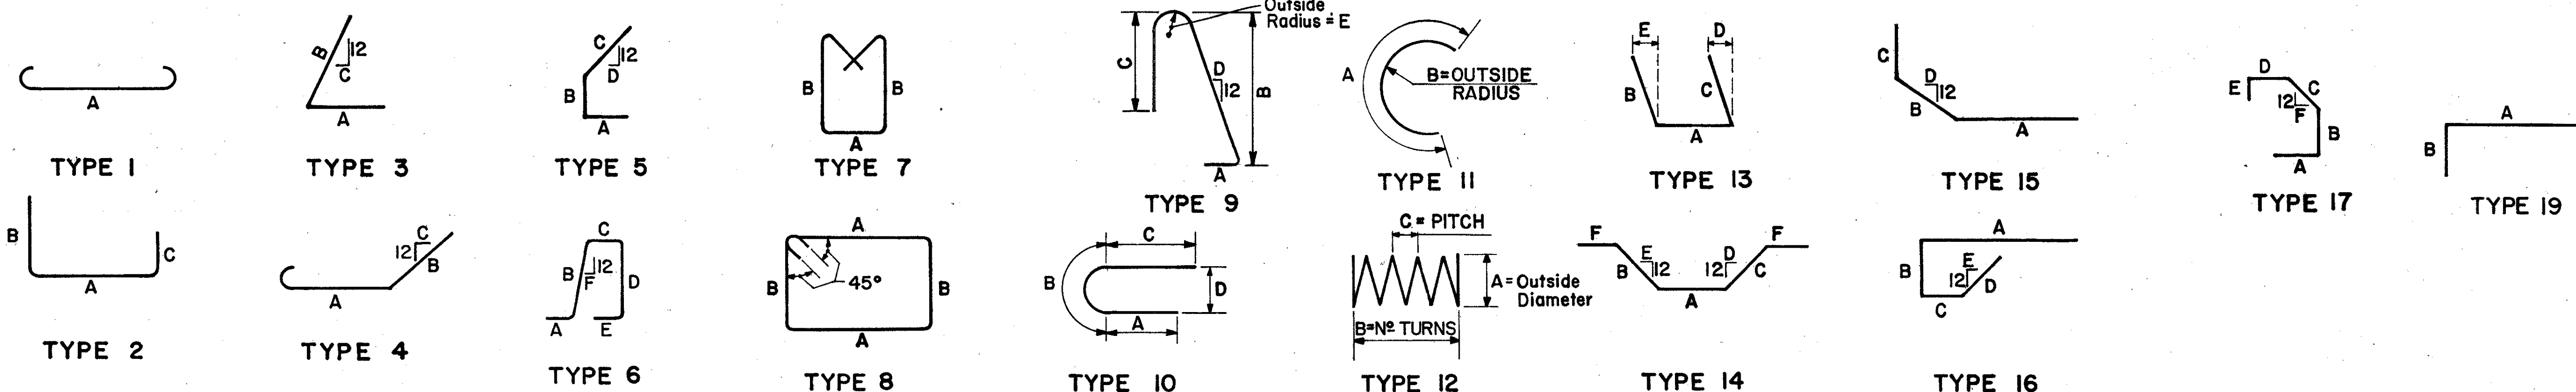 A
TYPE 1
B
12
C
A
TYPE 3
C
12
D
B
A
TYPE 5
B
B
A
TYPE 7
Outside
Radius = E
C
D
12
B
A
TYPE 9
A
B=OUTSIDE
RADIUS
TYPE 11
E
D
B
C
A
TYPE 13
C
D
12
B
A
TYPE 15
D
E
C
12
F
B
A
TYPE 17
A
B
TYPE 19
B
C
A
TYPE 2
C
12
B
A
TYPE 4
C
B
12
F
D
A
E
TYPE 6
A
B
45°
B
A
TYPE 8
C
B
D
A
TYPE 10
C = PITCH
A = Outside
Diameter
B=Nº TURNS
TYPE 12
F
F
E
12
B
D
12
C
A
TYPE 14
A
B
E
12
D
C
TYPE 16